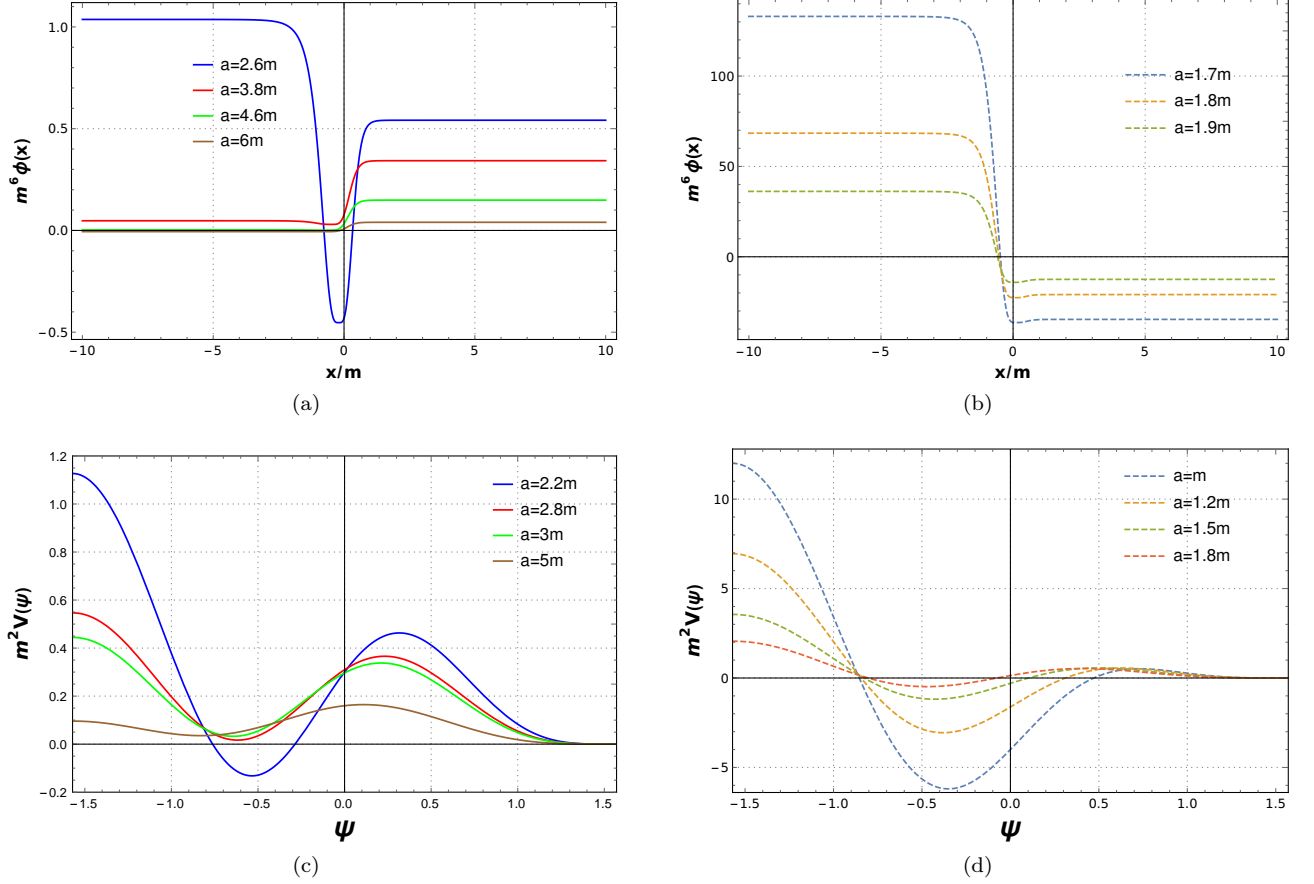 1.0
0.5
0.0
−0.5
m⁶ ϕ(x)
a=2.6m
a=3.8m
a=4.6m
a=6m
−10
−5
0
5
10
x/m
(a)
100
50
0
m⁶ ϕ(x)
a=1.7m
a=1.8m
a=1.9m
−10
−5
0
5
10
x/m
(b)
1.2
1.0
0.8
0.6
0.4
0.2
0.0
−0.2
m² V(ψ)
a=2.2m
a=2.8m
a=3m
a=5m
−1.5
−1.0
−0.5
0.0
0.5
1.0
1.5
ψ
(c)
10
5
0
−5
m² V(ψ)
a=m
a=1.2m
a=1.5m
a=1.8m
−1.5
−1.0
−0.5
0.0
0.5
1.0
1.5
ψ
(d)